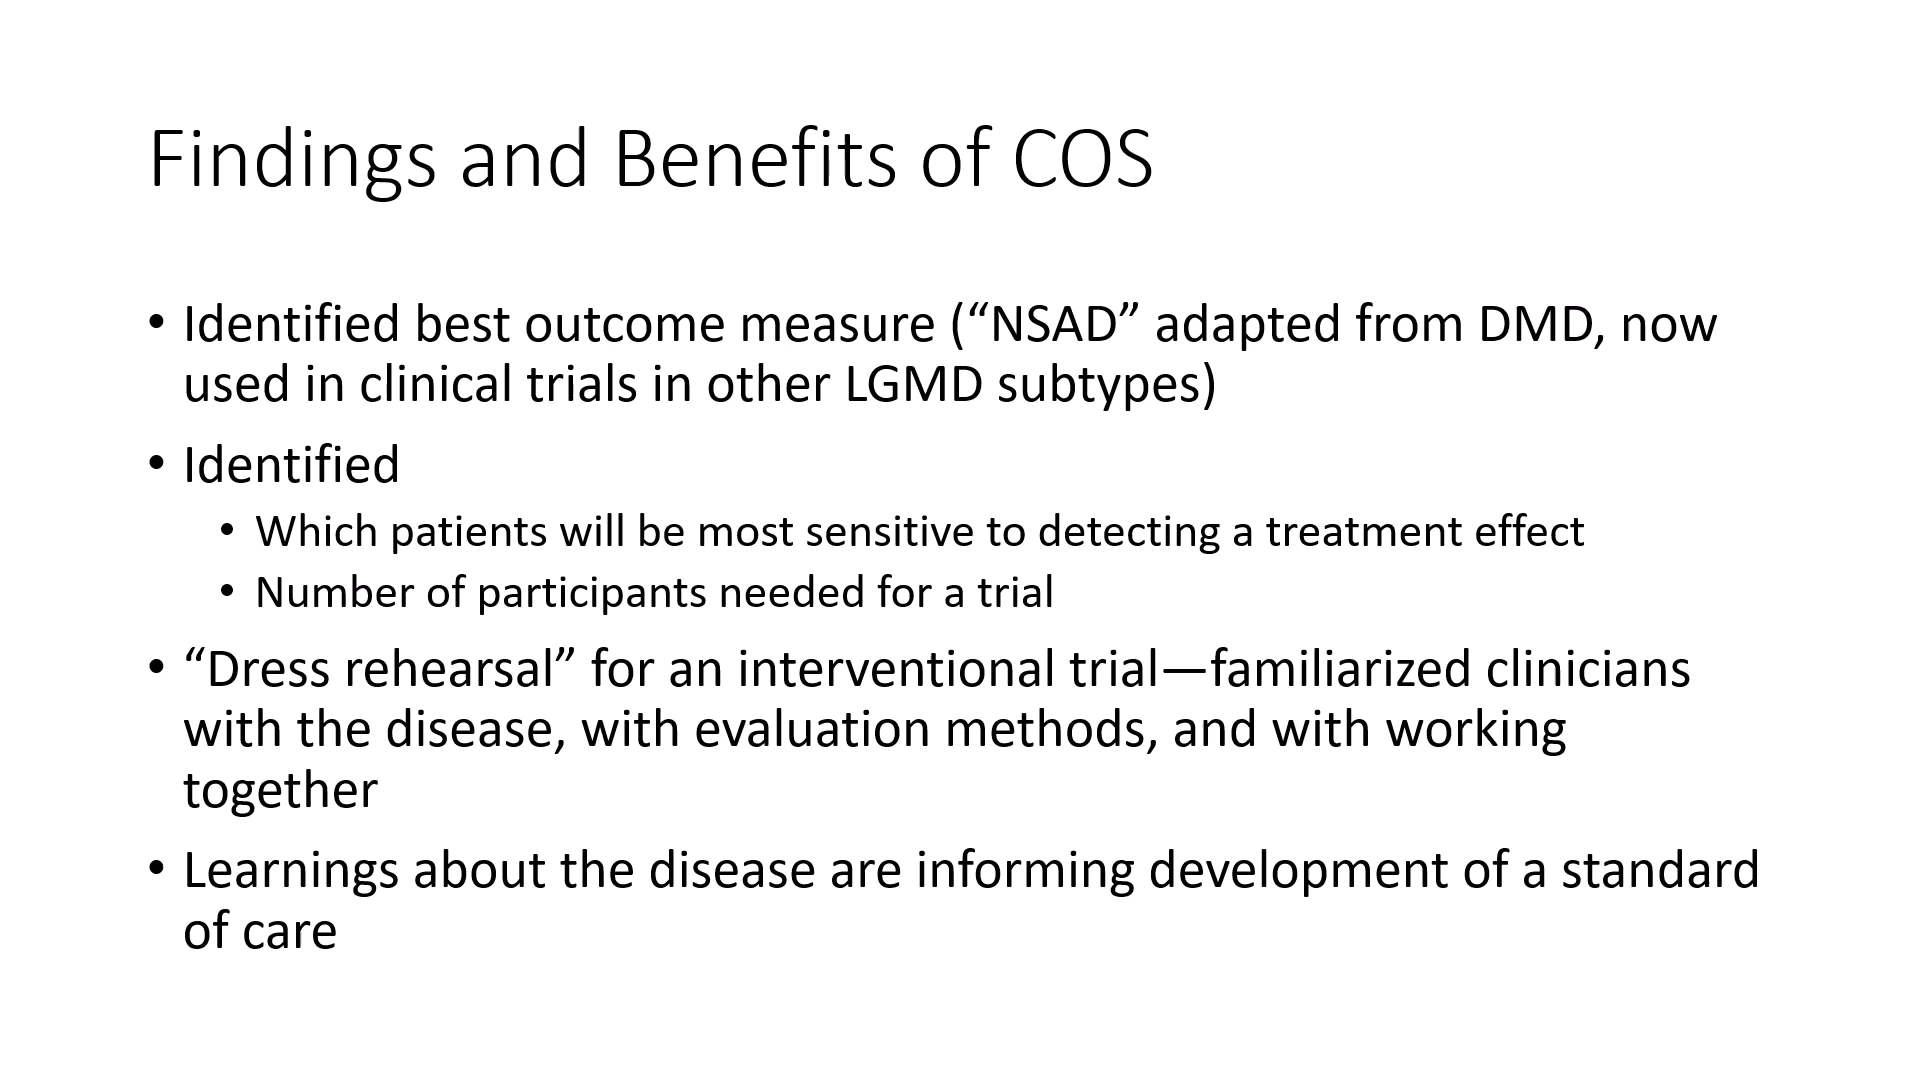 Findings and Benefits of COS
• Identified best outcome measure (“NSAD” adapted from DMD, now
used in clinical trials in other LGMD subtypes)
• Identified
• Which patients will be most sensitive to detecting a treatment effect
• Number of participants needed for a trial
• “Dress rehearsal” for an interventional trial—familiarized clinicians
with the disease, with evaluation methods, and with working
together
• Learnings about the disease are informing development of a standard
of care